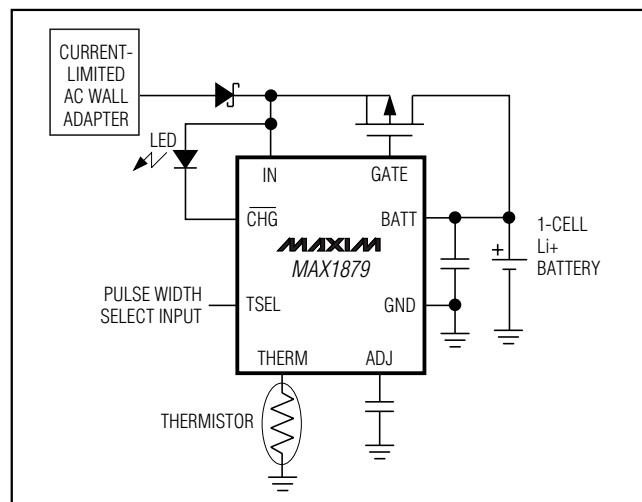 CURRENT-
LIMITED
AC WALL
ADAPTER
LED
IN
GATE
CHG
BATT
MAXIM
MAX1879
1-CELL
Li+
BATTERY
+
PULSE WIDTH
SELECT INPUT
TSEL
GND
THERM
ADJ
THERMISTOR